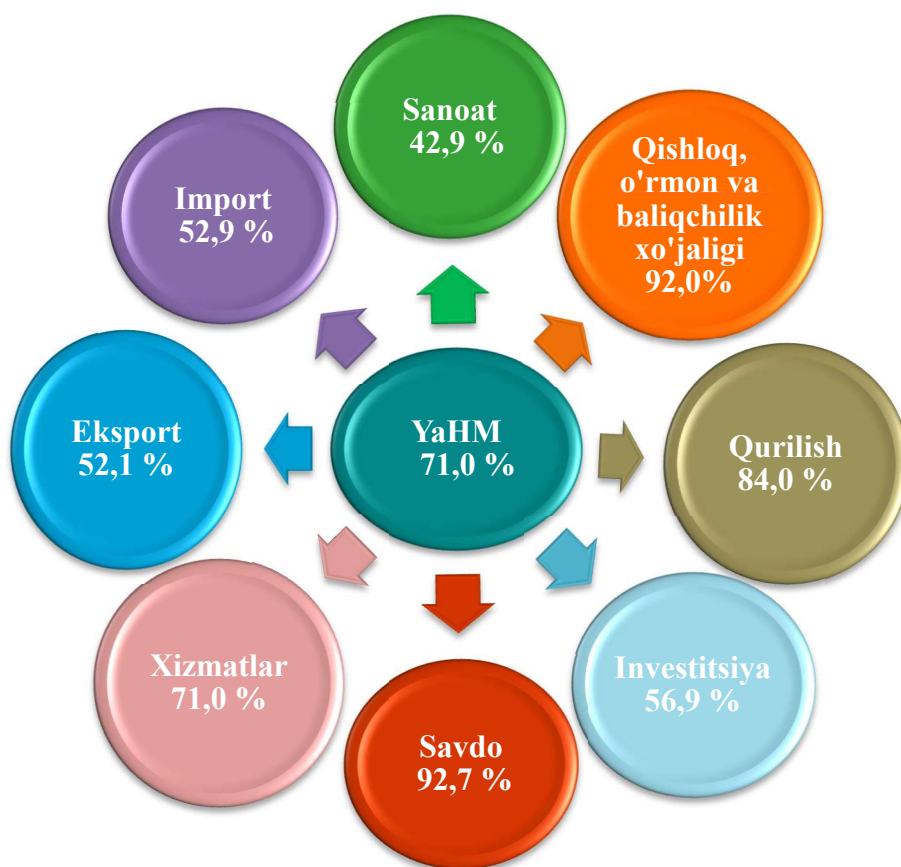 Sanoat
42,9 %
Qishloq,
o'rmon va
baliqchilik
xo'jaligi
92,0%
Import
52,9 %
Eksport
52,1 %
YaHM
71,0 %
Qurilish
84,0 %
Xizmatlar
71,0 %
Investitsiya
56,9 %
Savdo
92,7 %